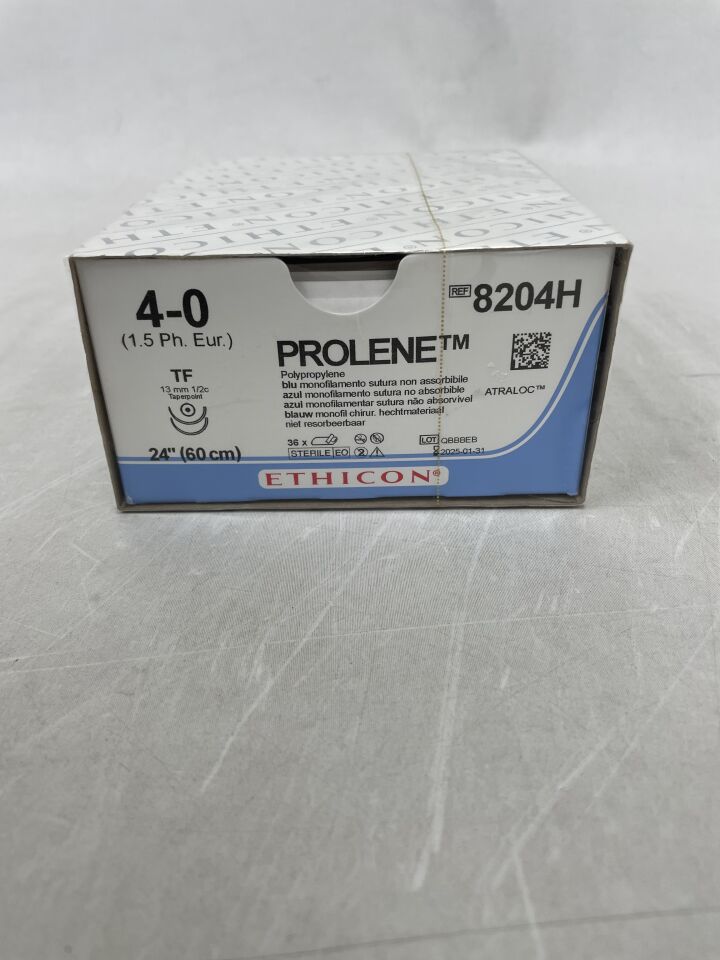 ETHICON®
4-0
(1.5 Ph. Eur.)
TF
13 mm 1/2c
Taperpoint
24" (60 cm)
PROLENE™
Polypropylene
blu monofilamento sutura non assorbibile
azul monofilamento sutura no absorbible
azul monofilamentar sutura não absorvível
blauw monofil chirur. hechtmateriaal
niet resorbeerbaar
36 x
STERILE EO
REF 8204H
ATRALOC™
LOT QBBBEB
2025-01-31
ETHICON®